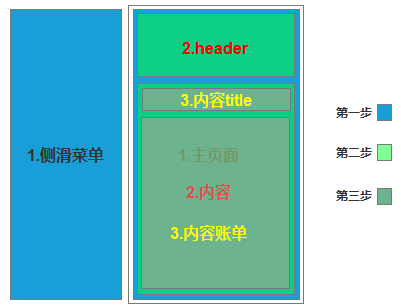 1.侧滑菜单
2.header
3.内容title
1.主页面
2.内容
3.内容账单
第一步
第二步
第三步